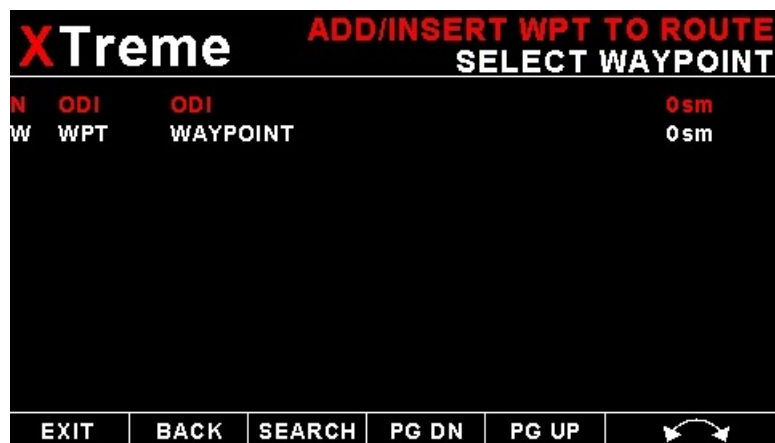 XTreme
ADD/INSERT WPT TO ROUTE
SELECT WAYPOINT
N ODI ODI 0sm
W WPT WAYPOINT 0sm
EXIT BACK SEARCH PG DN PG UP